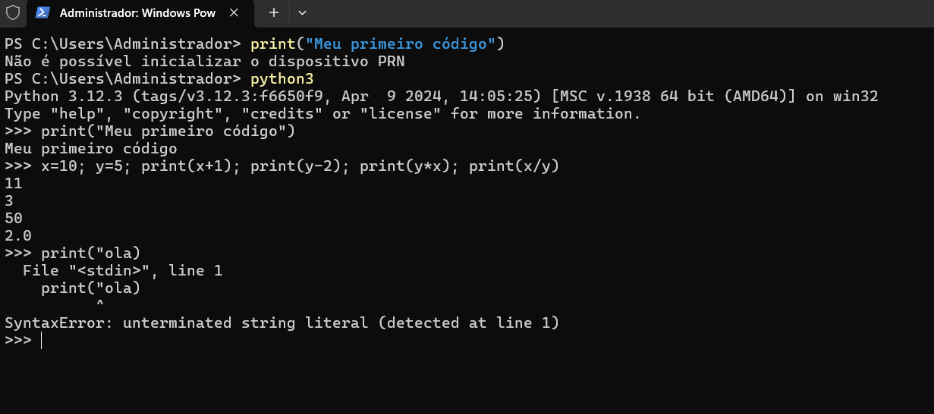 Administrador: Windows Pow
PS C:\Users\Administrador> print("Meu primeiro código")
Não é possível inicializar o dispositivo PRN
PS C:\Users\Administrador> python3
Python 3.12.3 (tags/v3.12.3:f6650f9, Apr  9 2024, 14:05:25) [MSC v.1938 64 bit (AMD64)] on win32
Type "help", "copyright", "credits" or "license" for more information.
>>> print("Meu primeiro código")
Meu primeiro código
>>> x=10; y=5; print(x+1); print(y-2); print(y*x); print(x/y)
11
3
50
2.0
>>> print("ola)
  File "<stdin>", line 1
    print("ola)
          ^
SyntaxError: unterminated string literal (detected at line 1)
>>>